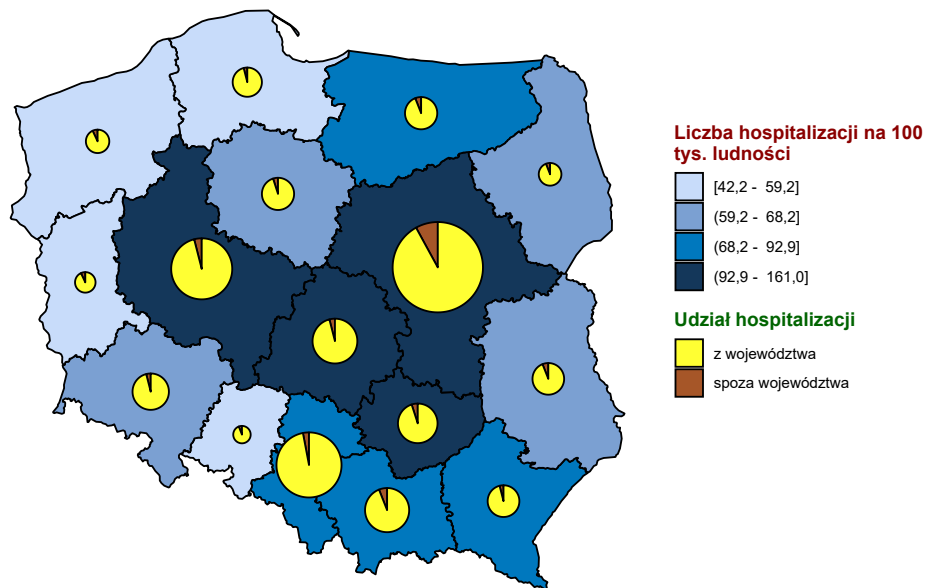 Liczba hospitalizacji na 100
tys. ludności
[42,2 - 59,2]
(59,2 - 68,2]
(68,2 - 92,9]
(92,9 - 161,0]
Udział hospitalizacji
z województwa
spoza województwa